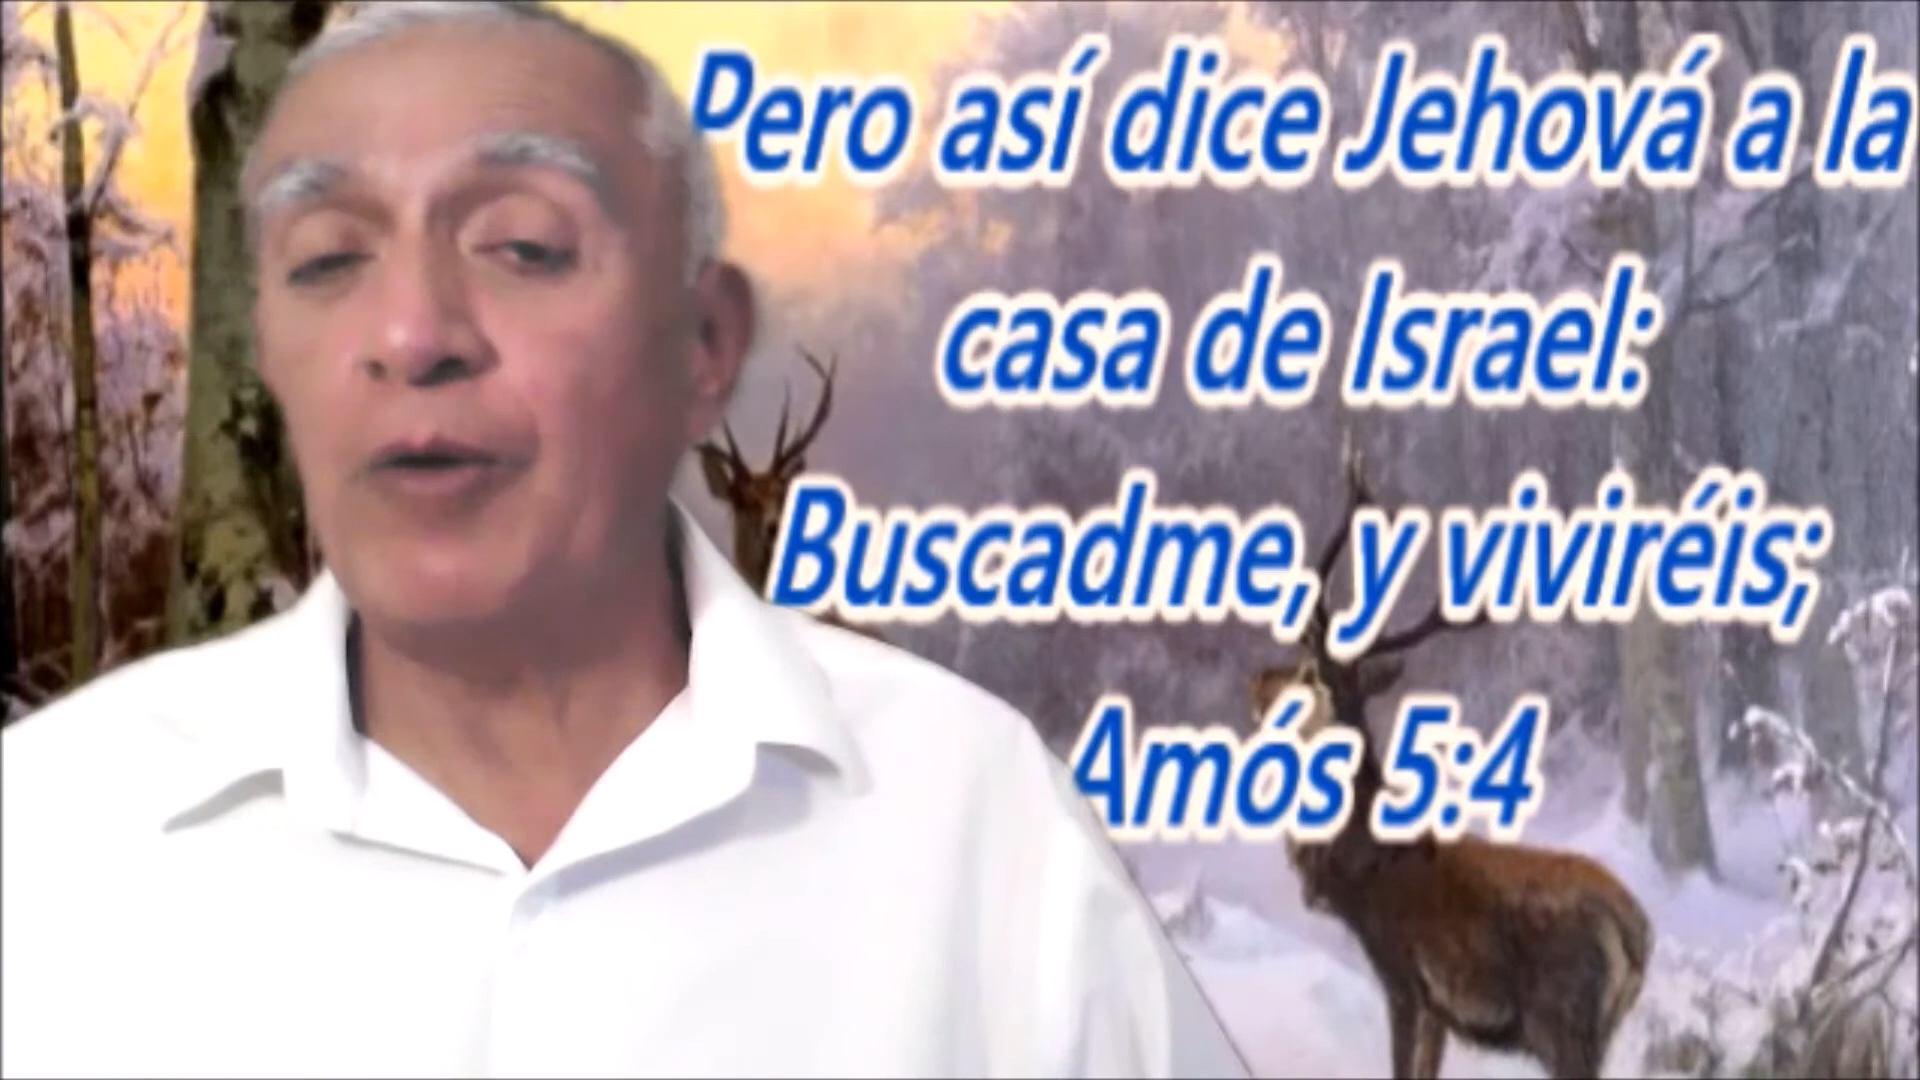 Pero así dice Jehová a la
casa de Israel:
Buscadme, y viviréis;
Amós 5:4